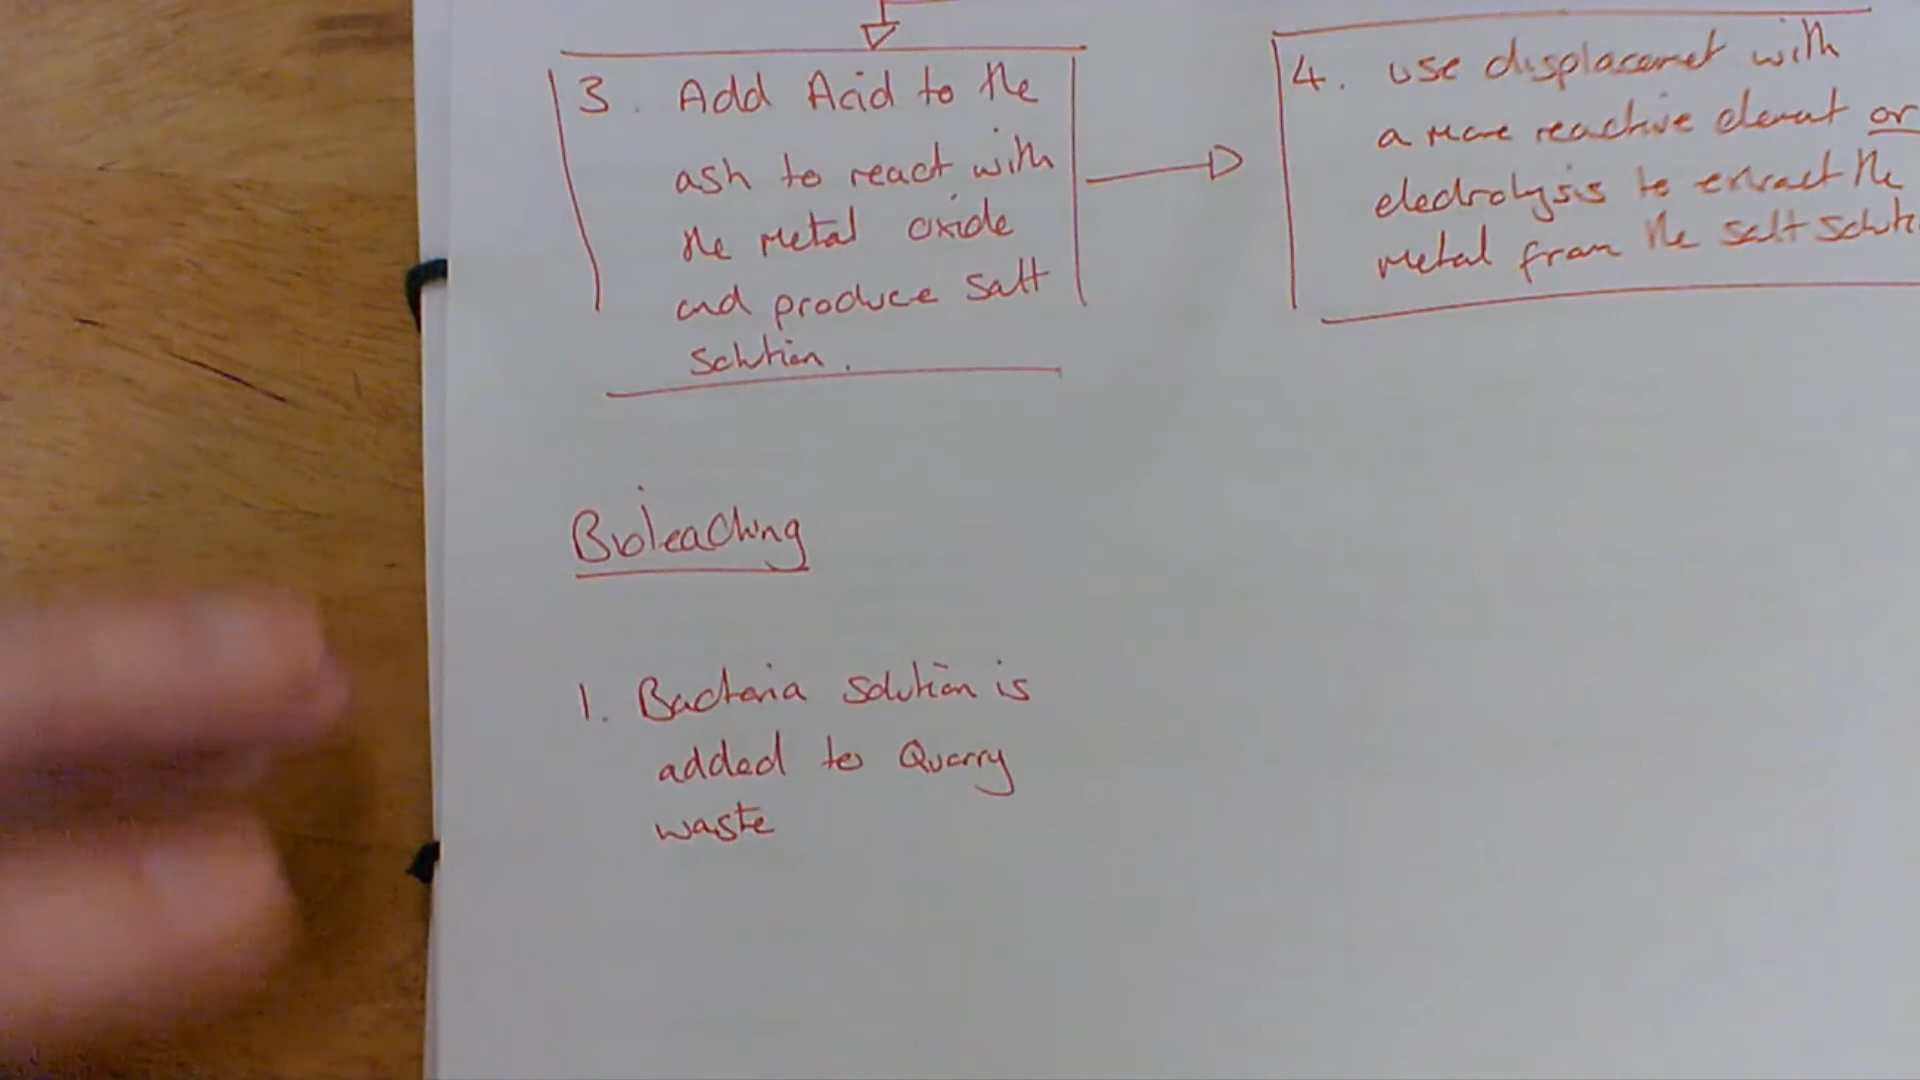 3. Add Acid to the
ash to react with
the metal oxide
and produce salt
solution.
4. use displacemet with
a more reactive element or
electrolysis to extract the
metal from the salt soluti
Bioleaching
1. Bacteria solution is
added to Quarry
waste